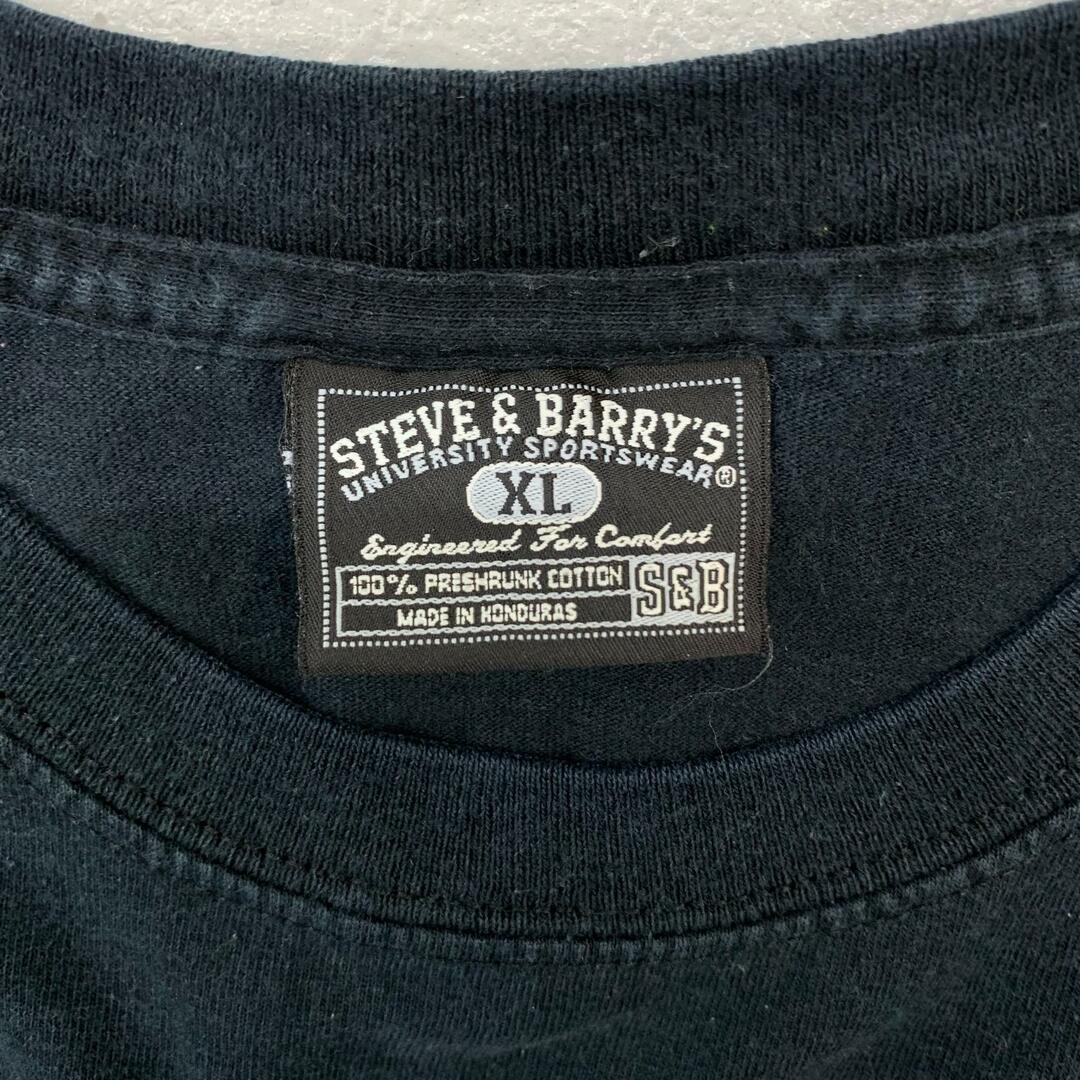 STEVE & BARRY'S
UNIVERSITY SPORTSWEAR®
XL
Engineered For Comfort
100% PRESHRUNK COTTON
MADE IN HONDURAS
S&B